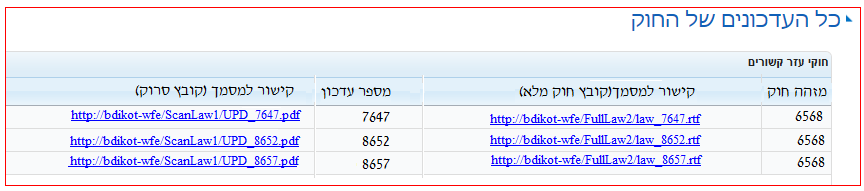 כל העדכונים של החוק
חוקי עזר קשורים
מזהה חוק קישור למסמך(קובץ חוק מלא) מספר עדכון קישור למסמך (קובץ סרוק)
6568 http://bdikot-wfe/FullLaw2/law_7647.rtf 7647 http://bdikot-wfe/ScanLaw1/UPD_7647.pdf
6568 http://bdikot-wfe/FullLaw2/law_8652.rtf 8652 http://bdikot-wfe/ScanLaw1/UPD_8652.pdf
6568 http://bdikot-wfe/FullLaw2/law_8657.rtf 8657 http://bdikot-wfe/ScanLaw1/UPD_8657.pdf